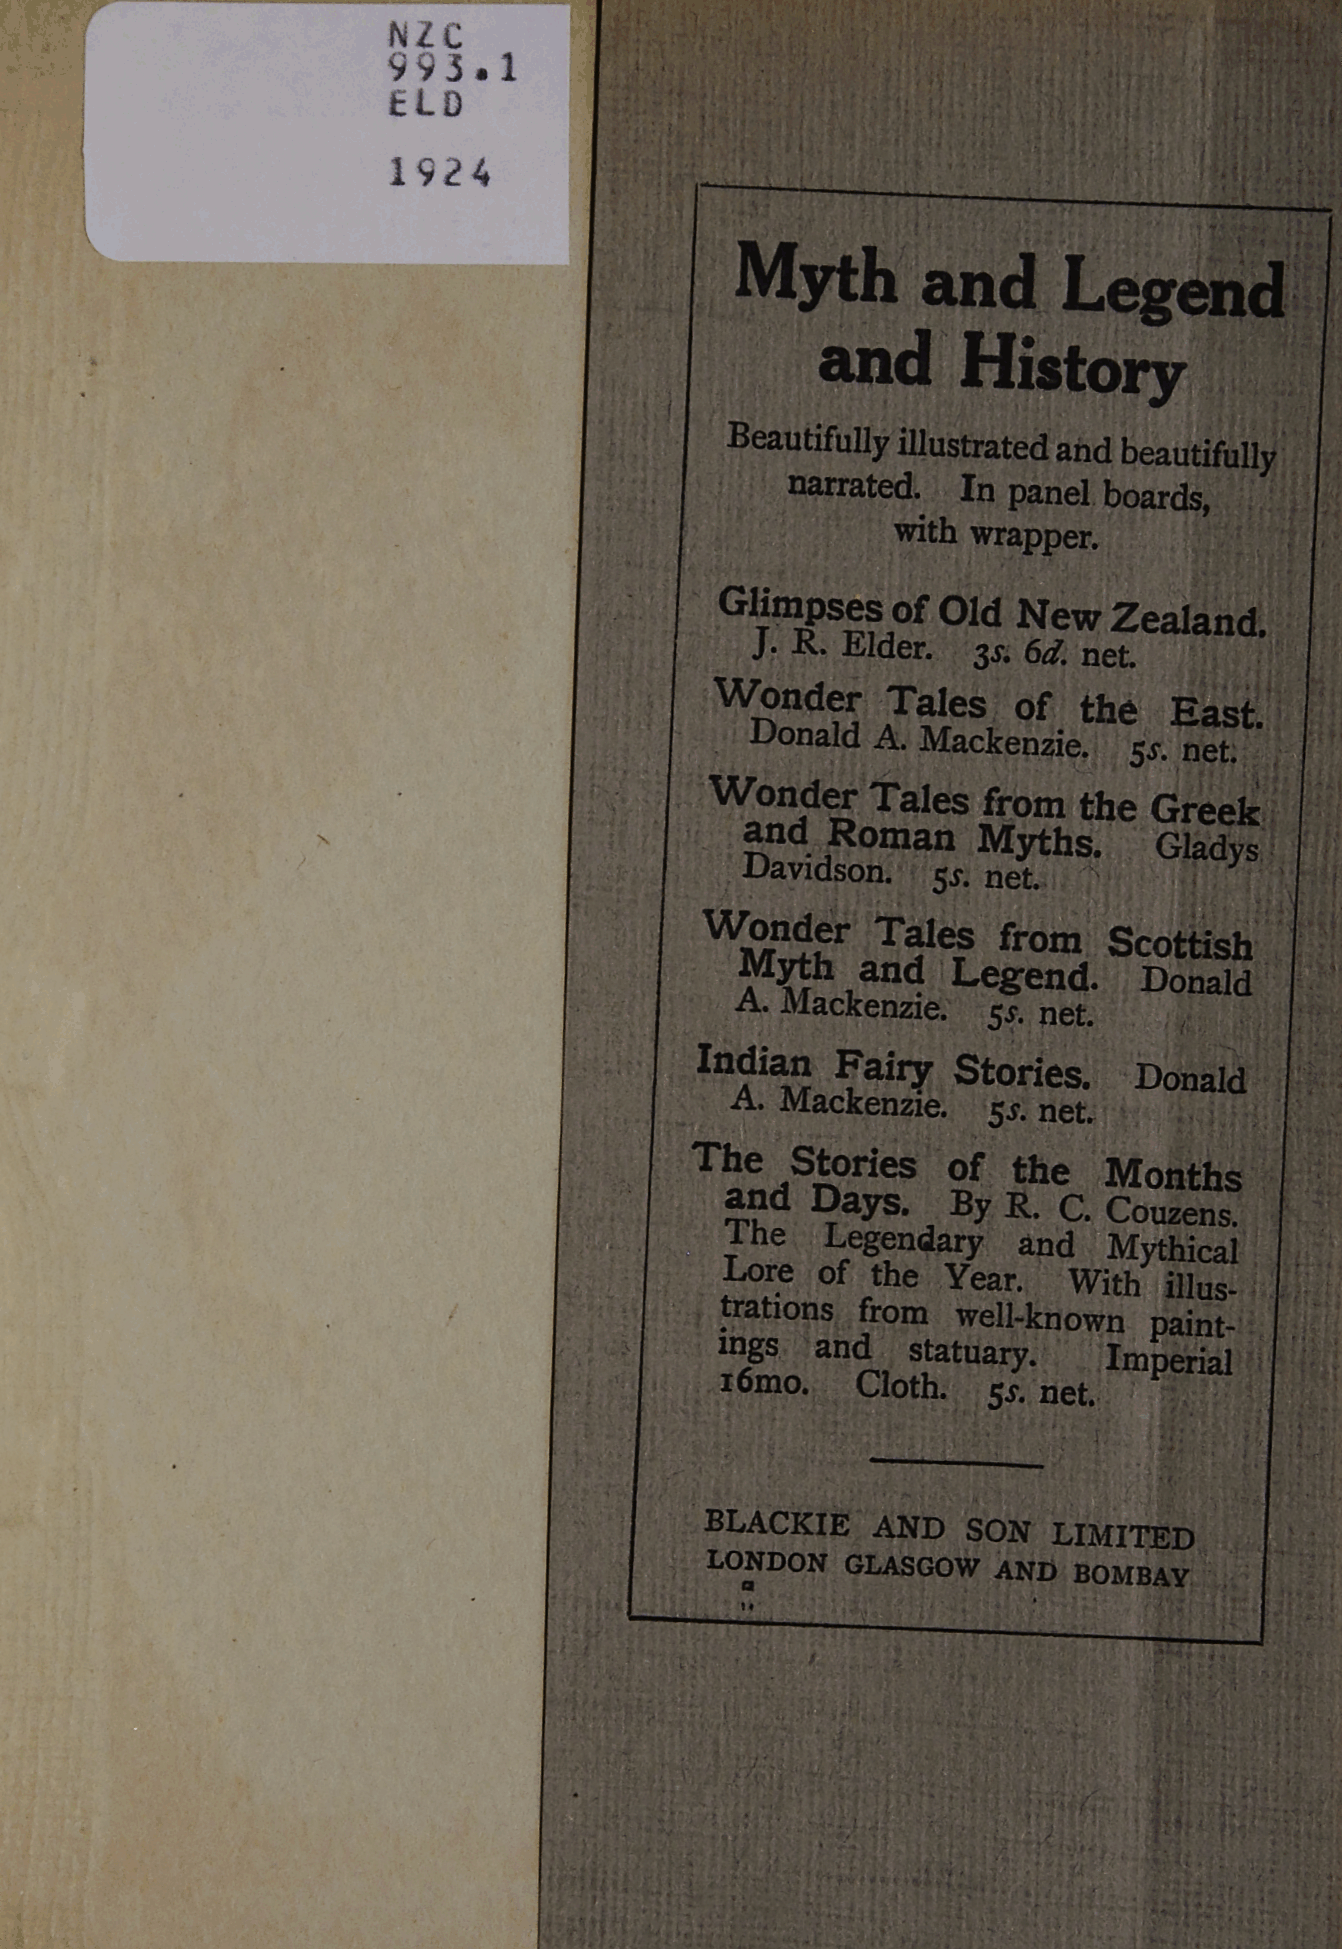 NZC
993.1
ELD
1924
Myth and Legend
and History
Beautifully illustrated and beautifully
narrated. In panel boards,
with wrapper.
Glimpses of Old New Zealand.
J. R. Elder. 3s. 6d. net.
Wonder Tales of the East.
Donald A. Mackenzie. 5s. net.
Wonder Tales from the Greek
and Roman Myths. Gladys
Davidson. 5s. net.
Wonder Tales from Scottish
Myth and Legend. Donald
A. Mackenzie. 5s. net.
Indian Fairy Stories. Donald
A. Mackenzie. 5s. net.
The Stories of the Months
and Days. By R. C. Couzens.
The Legendary and Mythical
Lore of the Year. With illus-
trations from well-known paint-
ings and statuary. Imperial
16mo. Cloth. 5s. net.
BLACKIE AND SON LIMITED
LONDON GLASGOW AND BOMBAY